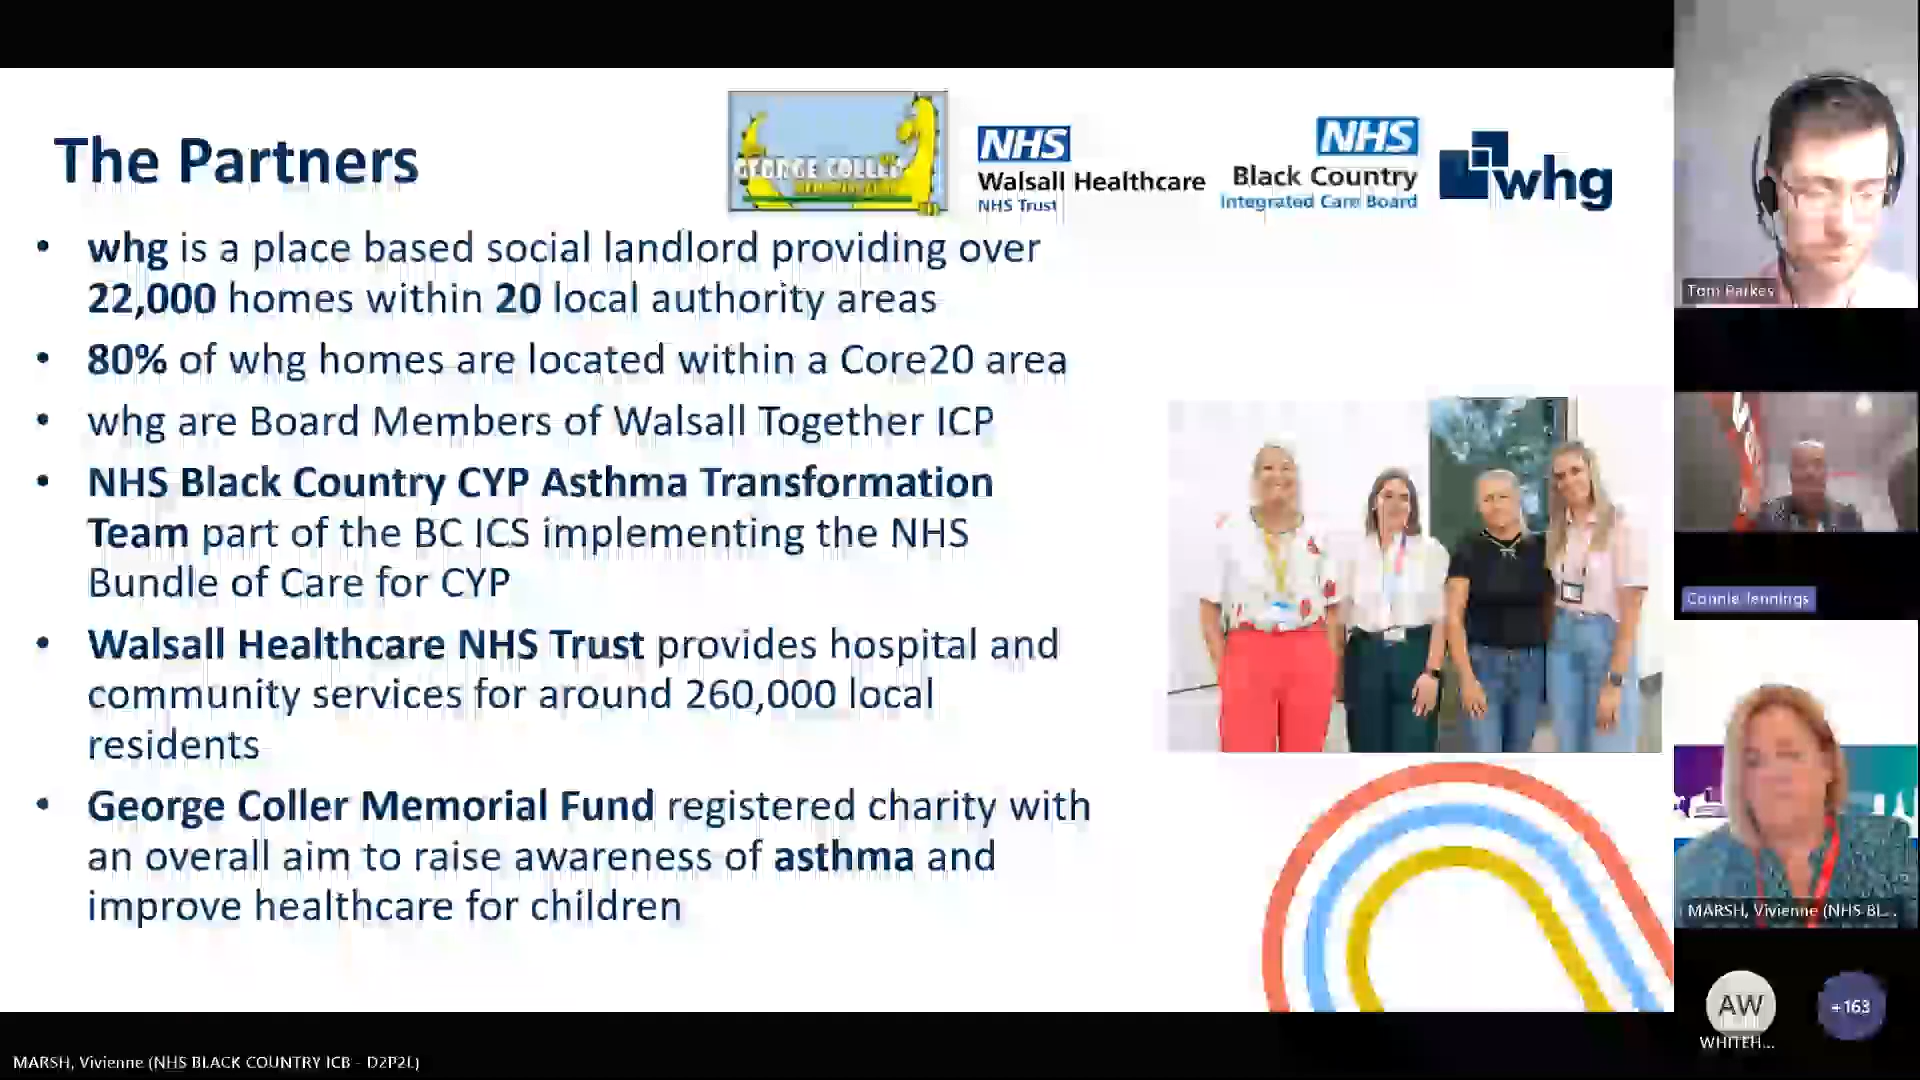 The Partners
GEORGE COLLER
NHS
Walsall Healthcare
NHS Trust
NHS
Black Country
Integrated Care Board
whg
• whg is a place based social landlord providing over
22,000 homes within 20 local authority areas
• 80% of whg homes are located within a Core20 area
• whg are Board Members of Walsall Together ICP
• NHS Black Country CYP Asthma Transformation
Team part of the BC ICS implementing the NHS
Bundle of Care for CYP
• Walsall Healthcare NHS Trust provides hospital and
community services for around 260,000 local
residents
• George Coller Memorial Fund registered charity with
an overall aim to raise awareness of asthma and
improve healthcare for children
Tom Parkes
Connie Jennings
MARSH, Vivienne (NHS BL...
AW
WHITEH...
+163
MARSH, Vivienne (NHS BLACK COUNTRY ICB - D2P2L)